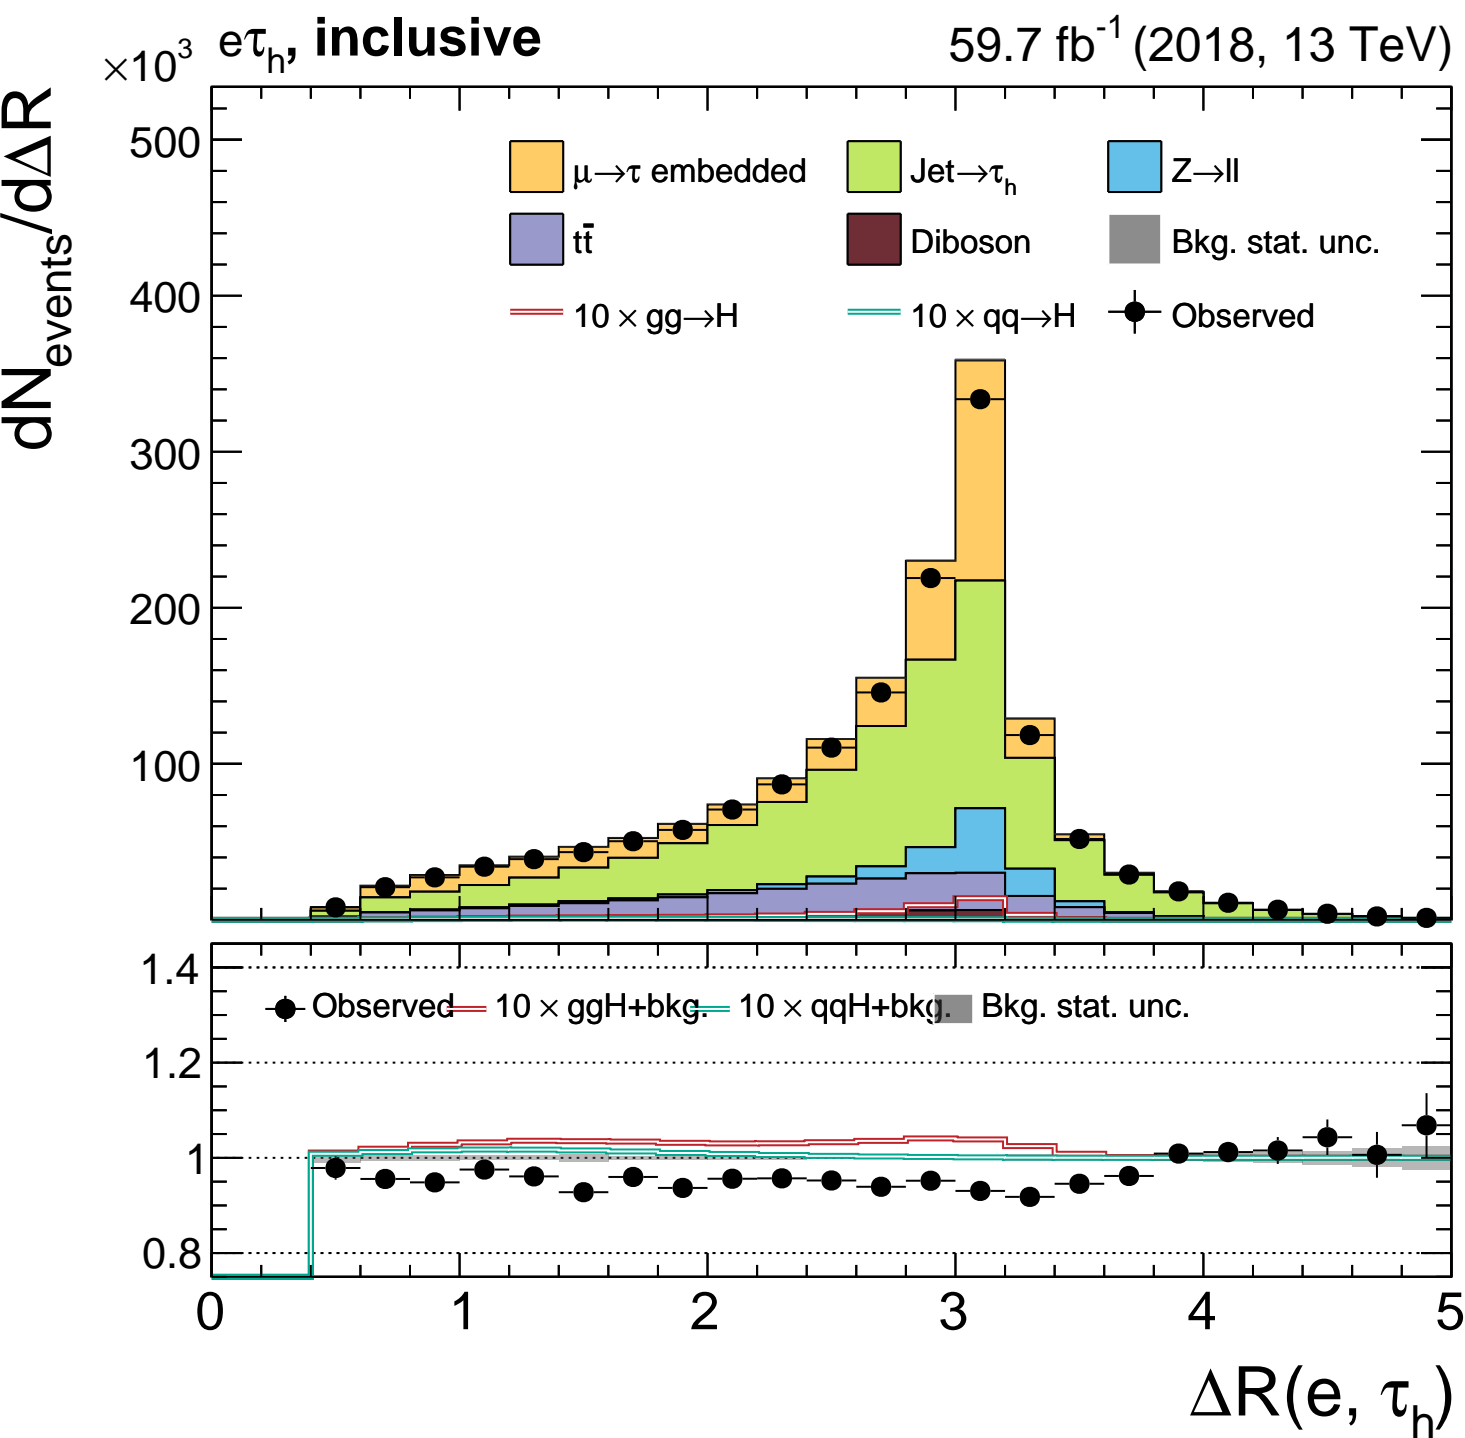 ×10³ eτₕ, inclusive 59.7 fb⁻¹ (2018, 13 TeV)
dN_events/dΔR
500
400
300
200
100
μ→τ embedded Jet→τₕ Z→ll
tt̄ Diboson Bkg. stat. unc.
10 × gg→H 10 × qq→H Observed
1.4
1.2
1
0.8
Observed 10 × ggH+bkg. 10 × qqH+bkg. Bkg. stat. unc.
0 1 2 3 4 5
ΔR(e, τₕ)